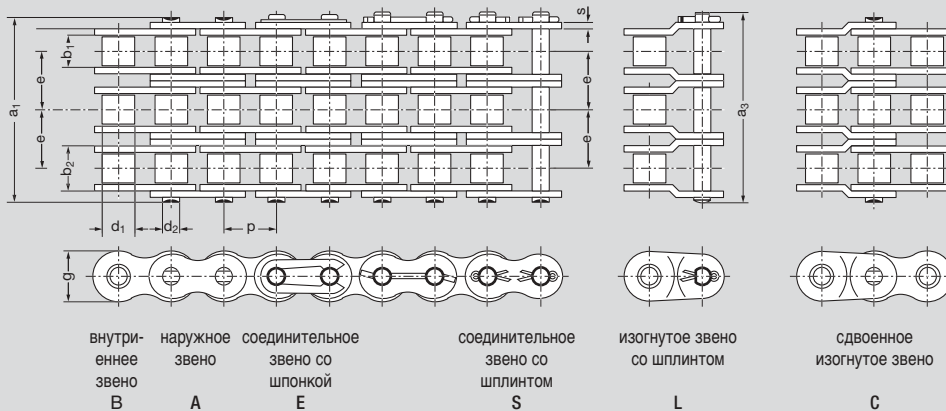 a₁
e
e
b₁
b₂
s
e
e
a₃
d₁
d₂
p
g
внутри-
еннее
звено
B
наружное
звено
A
соединительное
звено со
шпонкой
E
соединительное
звено со
шплинтом
S
изогнутое звено
со шплинтом
L
сдвоенное
изогнутое звено
C